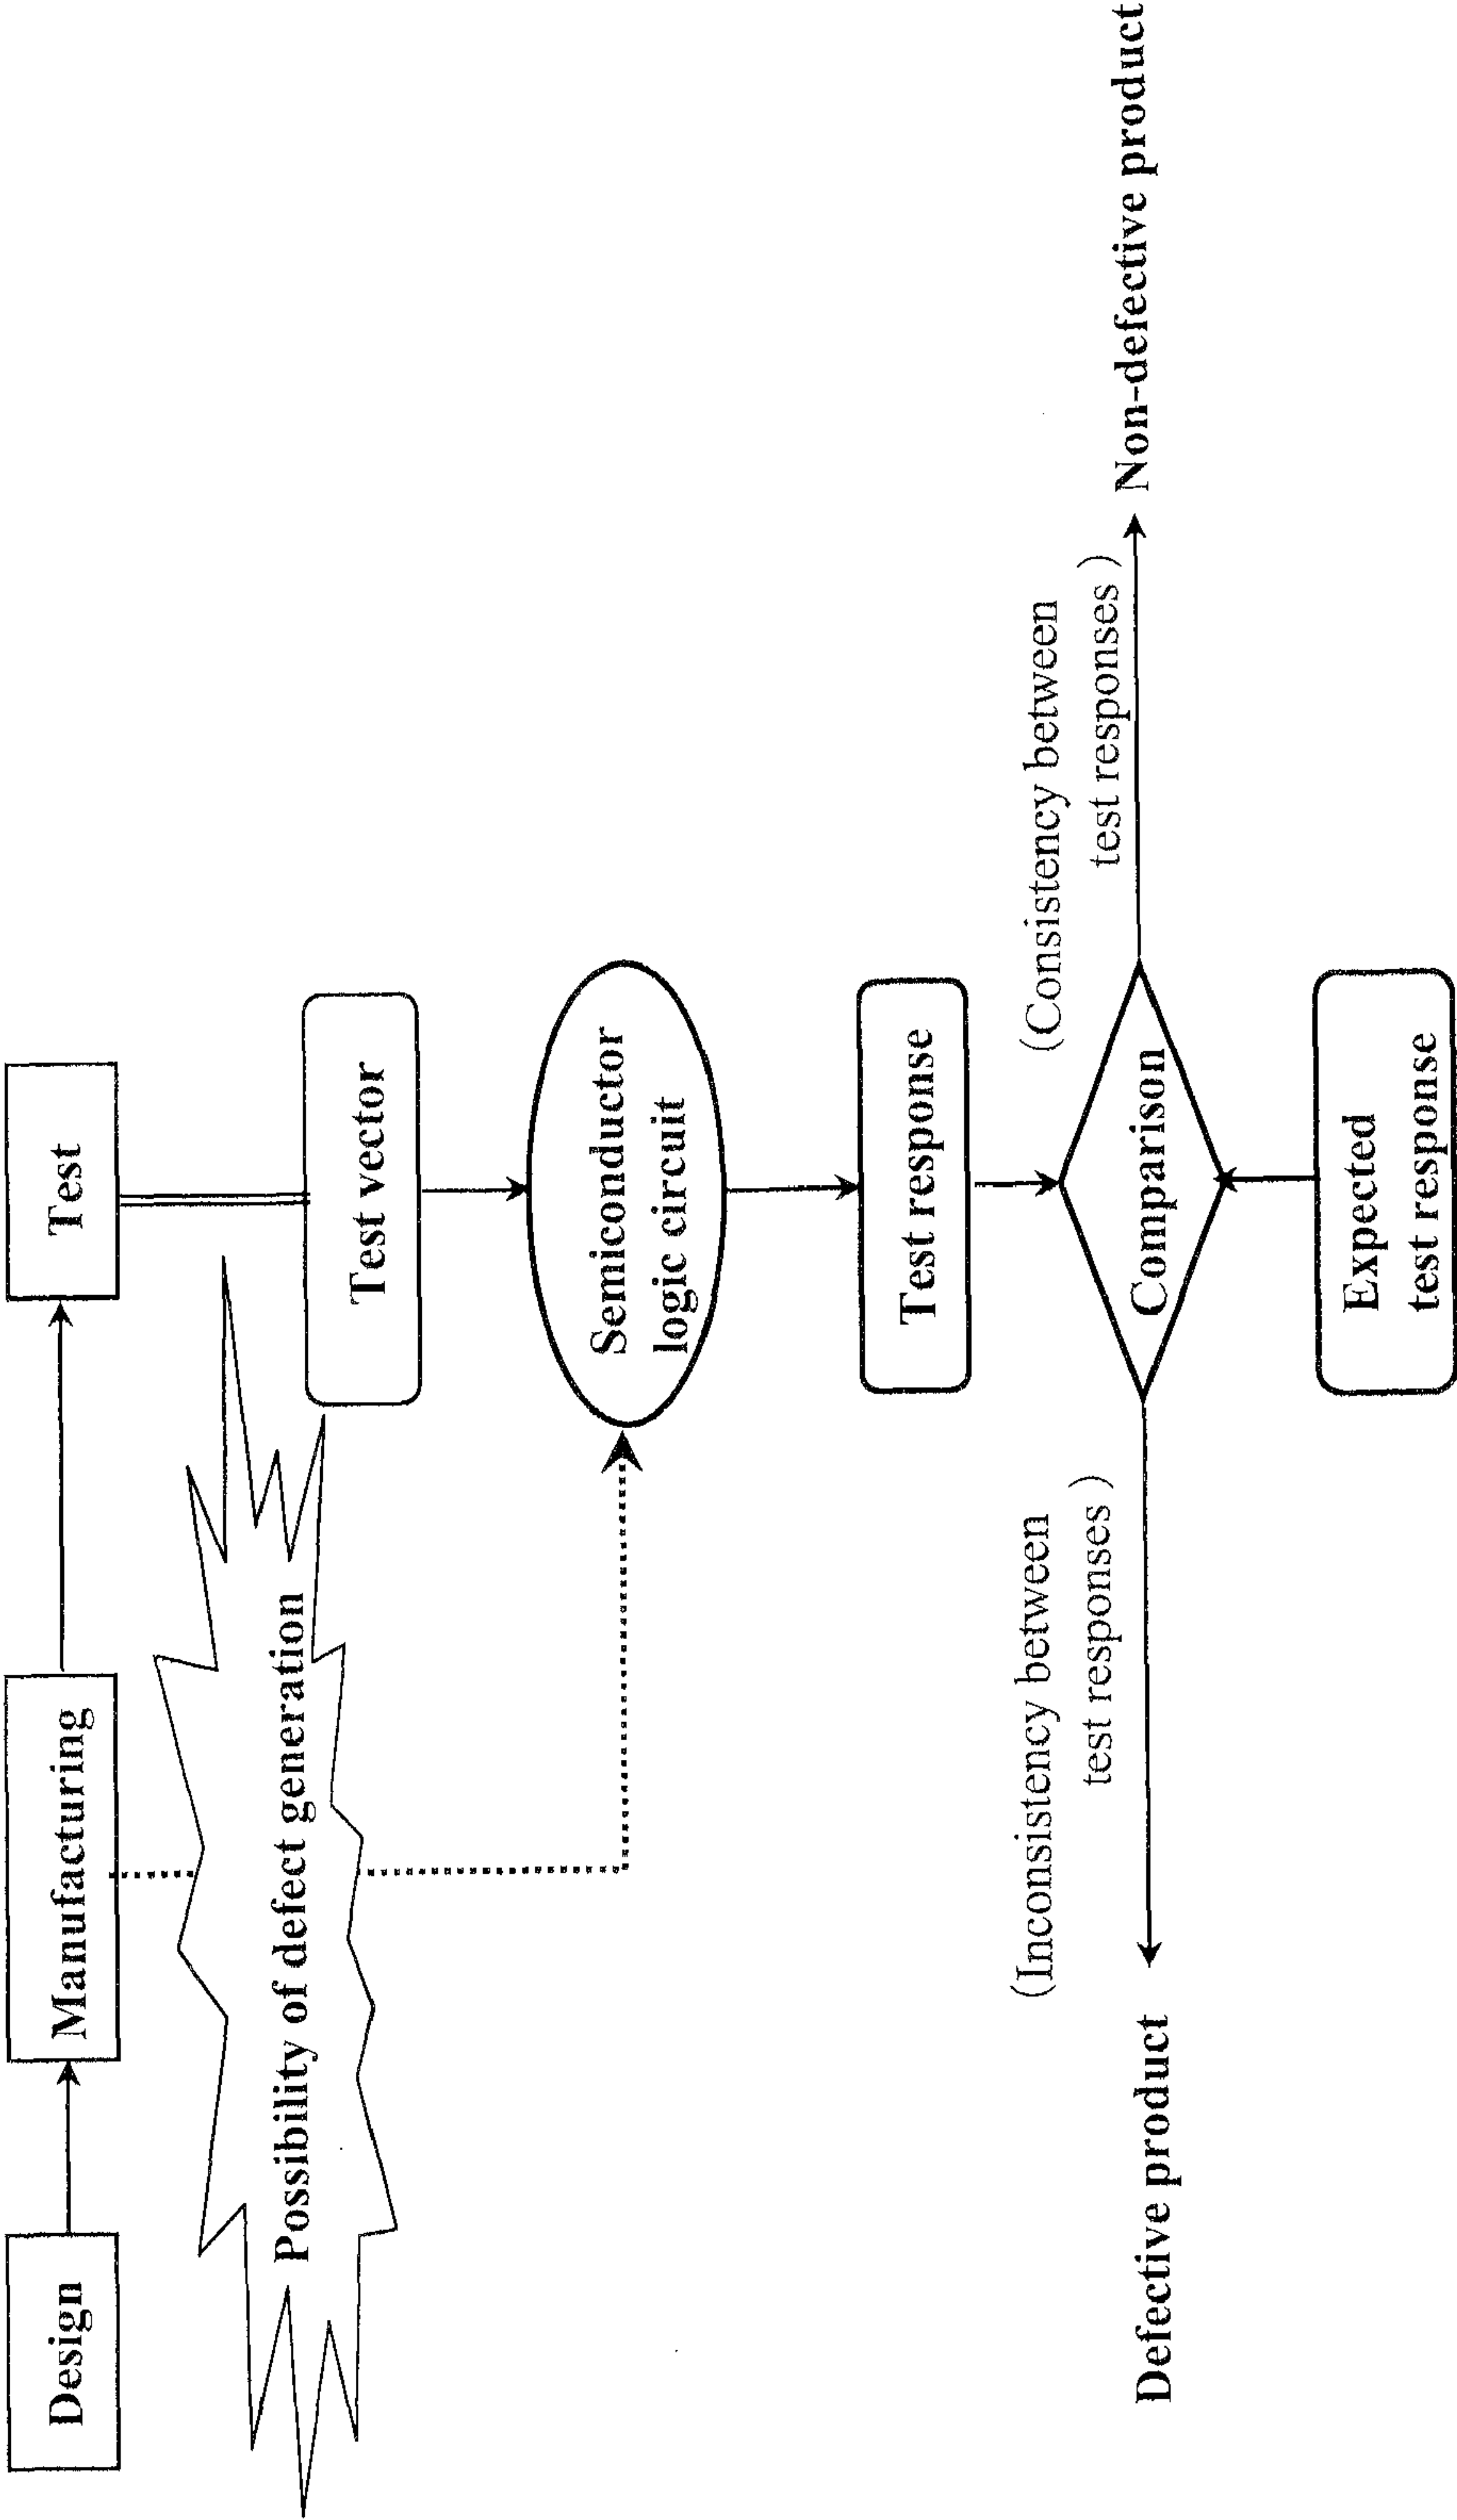 Design
Manufacturing
Test
Possibility of defect generation
Test vector
Semiconductor
logic circuit
Test response
(Inconsistency between
test responses)
(Consistency between
test responses)
Defective product
Comparison
Non-defective product
Expected
test response